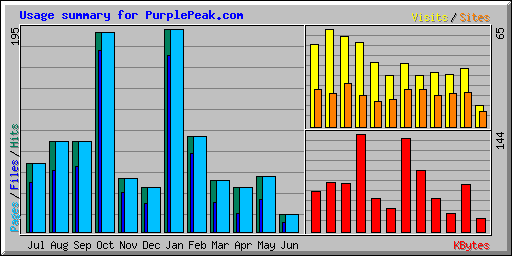 Usage summary for PurplePeak.com
Visits / Sites
195
65
Pages / Files / Hits
144
Jul Aug Sep Oct Nov Dec Jan Feb Mar Apr May Jun
KBytes